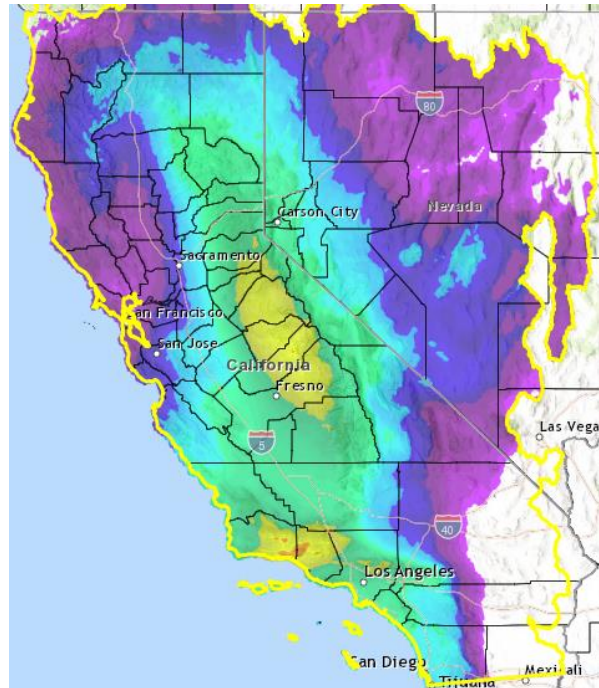 80
Nevada
Carson City
Sacramento
San Francisco
San Jose
California
Fresno
5
Las Vega
40
Los Angeles
San Diego
Tijuana
Mexicali